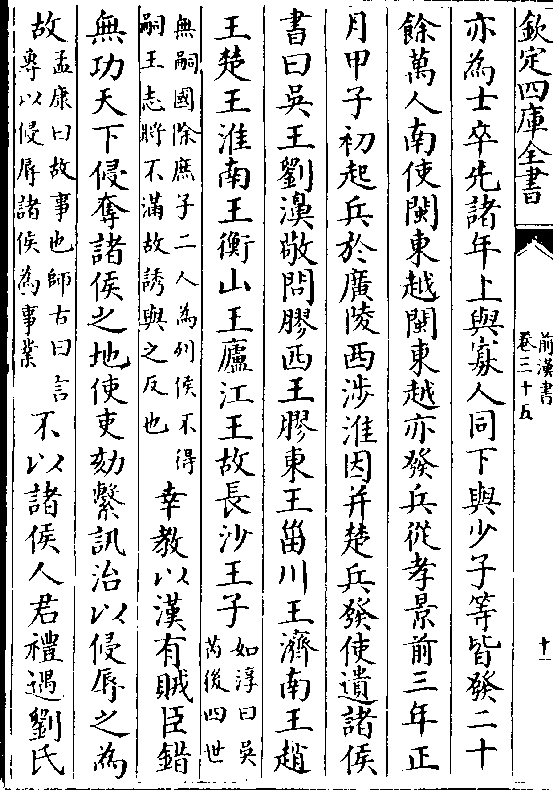 欽定四庫全書
前漢書
卷三十五
十一
亦為士卒先諸年上與寡人同下與少子等皆發二十
餘萬人南使閩東越閩東越亦發兵從孝景前三年正
月甲子初起兵於廣陵西涉淮因并楚兵發使遺諸侯
書曰吳王劉濞敬問膠西王膠東王菑川王濟南王趙
王楚王淮南王衡山王廬江王故長沙王子
如淳曰吳
芮後四世
無嗣國除庶子二人為列侯不得
嗣王志將不滿故誘與之反也
幸教以漢有賊臣錯
無功天下侵奪諸侯之地使吏劾繫訊治以侵辱之為
故
孟康曰故事也師古曰言
專以侵辱諸侯為事業
不以諸侯人君禮遇劉氏